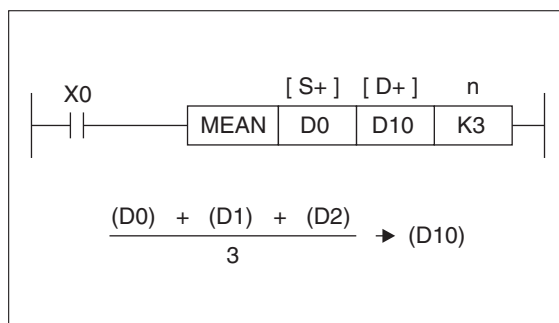 [ S+ ] [ D+ ] n
X0
MEAN D0 D10 K3
(D0) + (D1) + (D2)
3
→ (D10)